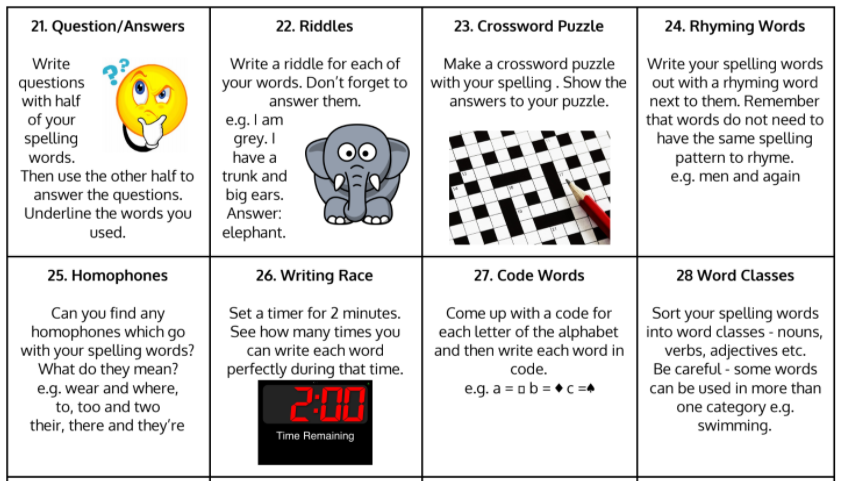 21. Question/Answers
Write
questions
with half
of your
spelling
words.
Then use the other half to
answer the questions.
Underline the words you
used.
22. Riddles
Write a riddle for each of
your words. Don't forget to
answer them.
e.g. I am
grey. I
have a
trunk and
big ears.
Answer:
elephant.
23. Crossword Puzzle
Make a crossword puzzle
with your spelling . Show the
answers to your puzzle.
24. Rhyming Words
Write your spelling words
out with a rhyming word
next to them. Remember
that words do not need to
have the same spelling
pattern to rhyme.
e.g. men and again
25. Homophones
Can you find any
homophones which go
with your spelling words?
What do they mean?
e.g. wear and where,
to, too and two
their, there and they're
26. Writing Race
Set a timer for 2 minutes.
See how many times you
can write each word
perfectly during that time.
2:00
Time Remaining
27. Code Words
Come up with a code for
each letter of the alphabet
and then write each word in
code.
e.g. a = □ b = ♦ c =♠
28 Word Classes
Sort your spelling words
into word classes - nouns,
verbs, adjectives etc.
Be careful - some words
can be used in more than
one category e.g.
swimming.